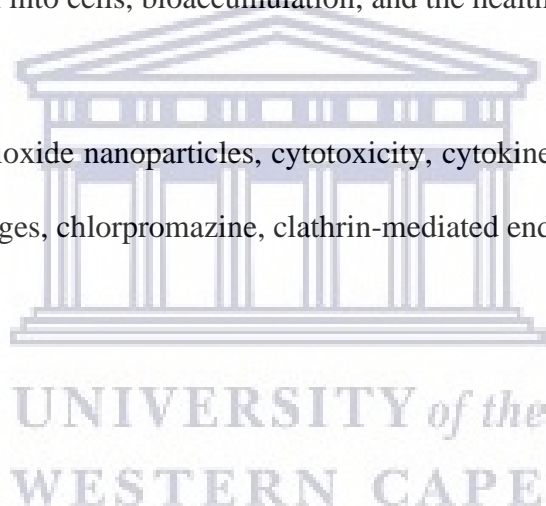 into cells, bioaccumulation, and the health
oxide nanoparticles, cytotoxicity, cytokine
ges, chlorpromazine, clathrin-mediated end
UNIVERSITY of the
WESTERN CAPE